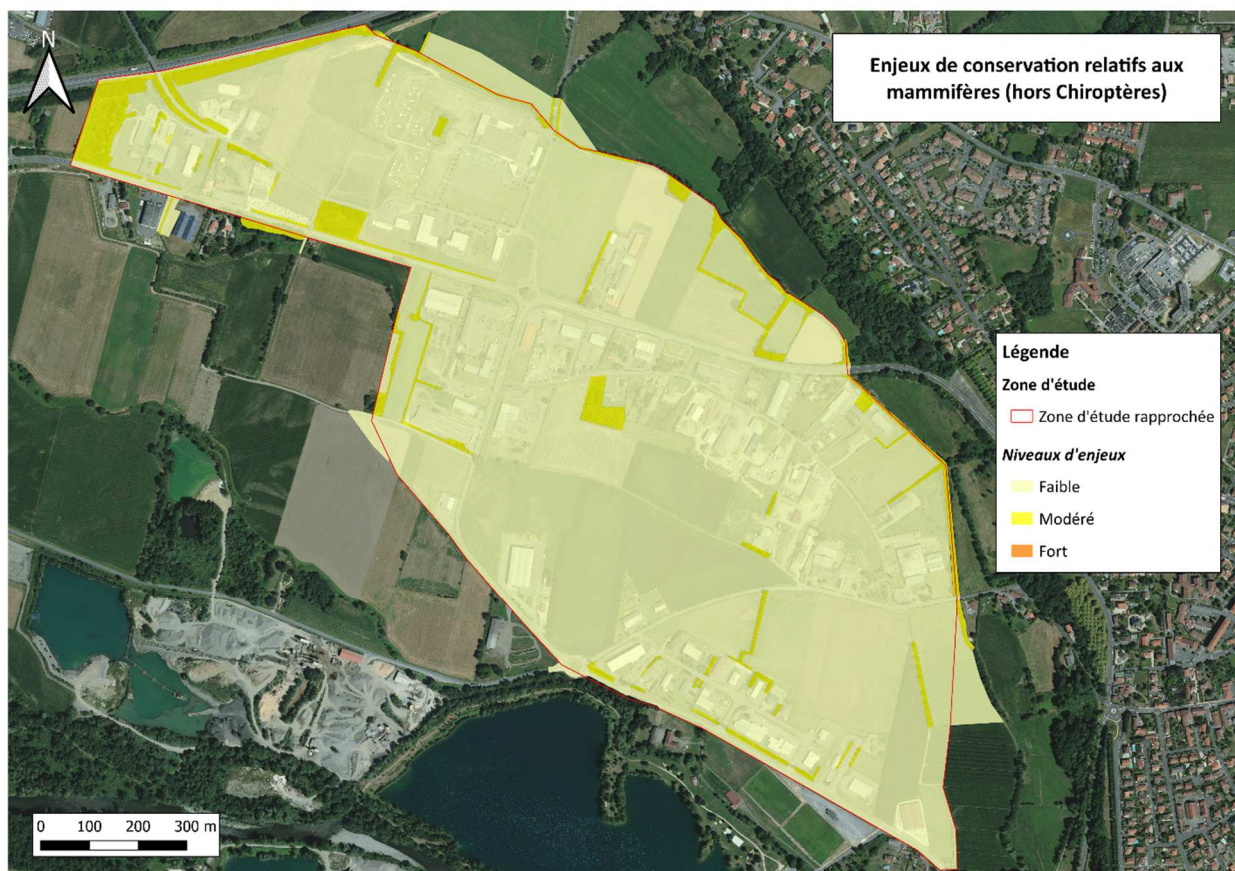 N
Enjeux de conservation relatifs aux
mammifères (hors Chiroptères)
Légende
Zone d'étude
Zone d'étude rapprochée
Niveaux d'enjeux
Faible
Modéré
Fort
0 100 200 300 m